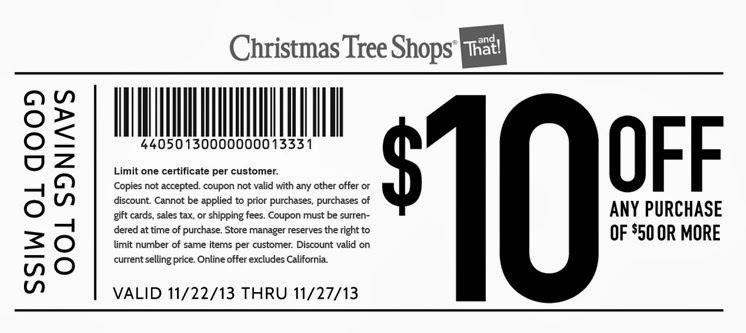 Christmas Tree Shops® and That!
SAVINGS TOO
GOOD TO MISS
44050130000000013331
Limit one certificate per customer.
Copies not accepted. coupon not valid with any other offer or
discount. Cannot be applied to prior purchases, purchases of
gift cards, sales tax, or shipping fees. Coupon must be surren-
dered at time of purchase. Store manager reserves the right to
limit number of same items per customer. Discount valid on
current selling price. Online offer excludes California.
VALID 11/22/13 THRU 11/27/13
$10 OFF
ANY PURCHASE
OF $50 OR MORE